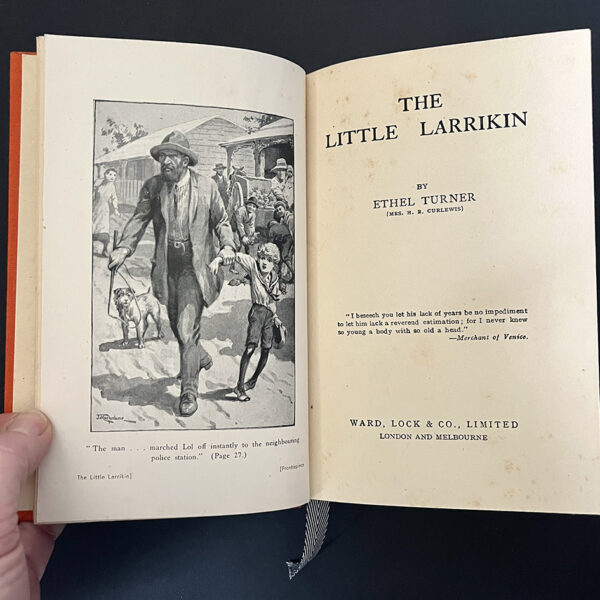 "The man . . . marched Lol off instantly to the neighbouring
police station." (Page 27.)
The Little Larrikin]
[Frontispiece
THE
LITTLE LARRIKIN
BY
ETHEL TURNER
(MRS. H. R. CURLEWIS)
"I beseech you let his lack of years be no impediment
to let him lack a reverend estimation; for I never knew
so young a body with so old a head."
—Merchant of Venice.
WARD, LOCK & CO., LIMITED
LONDON AND MELBOURNE